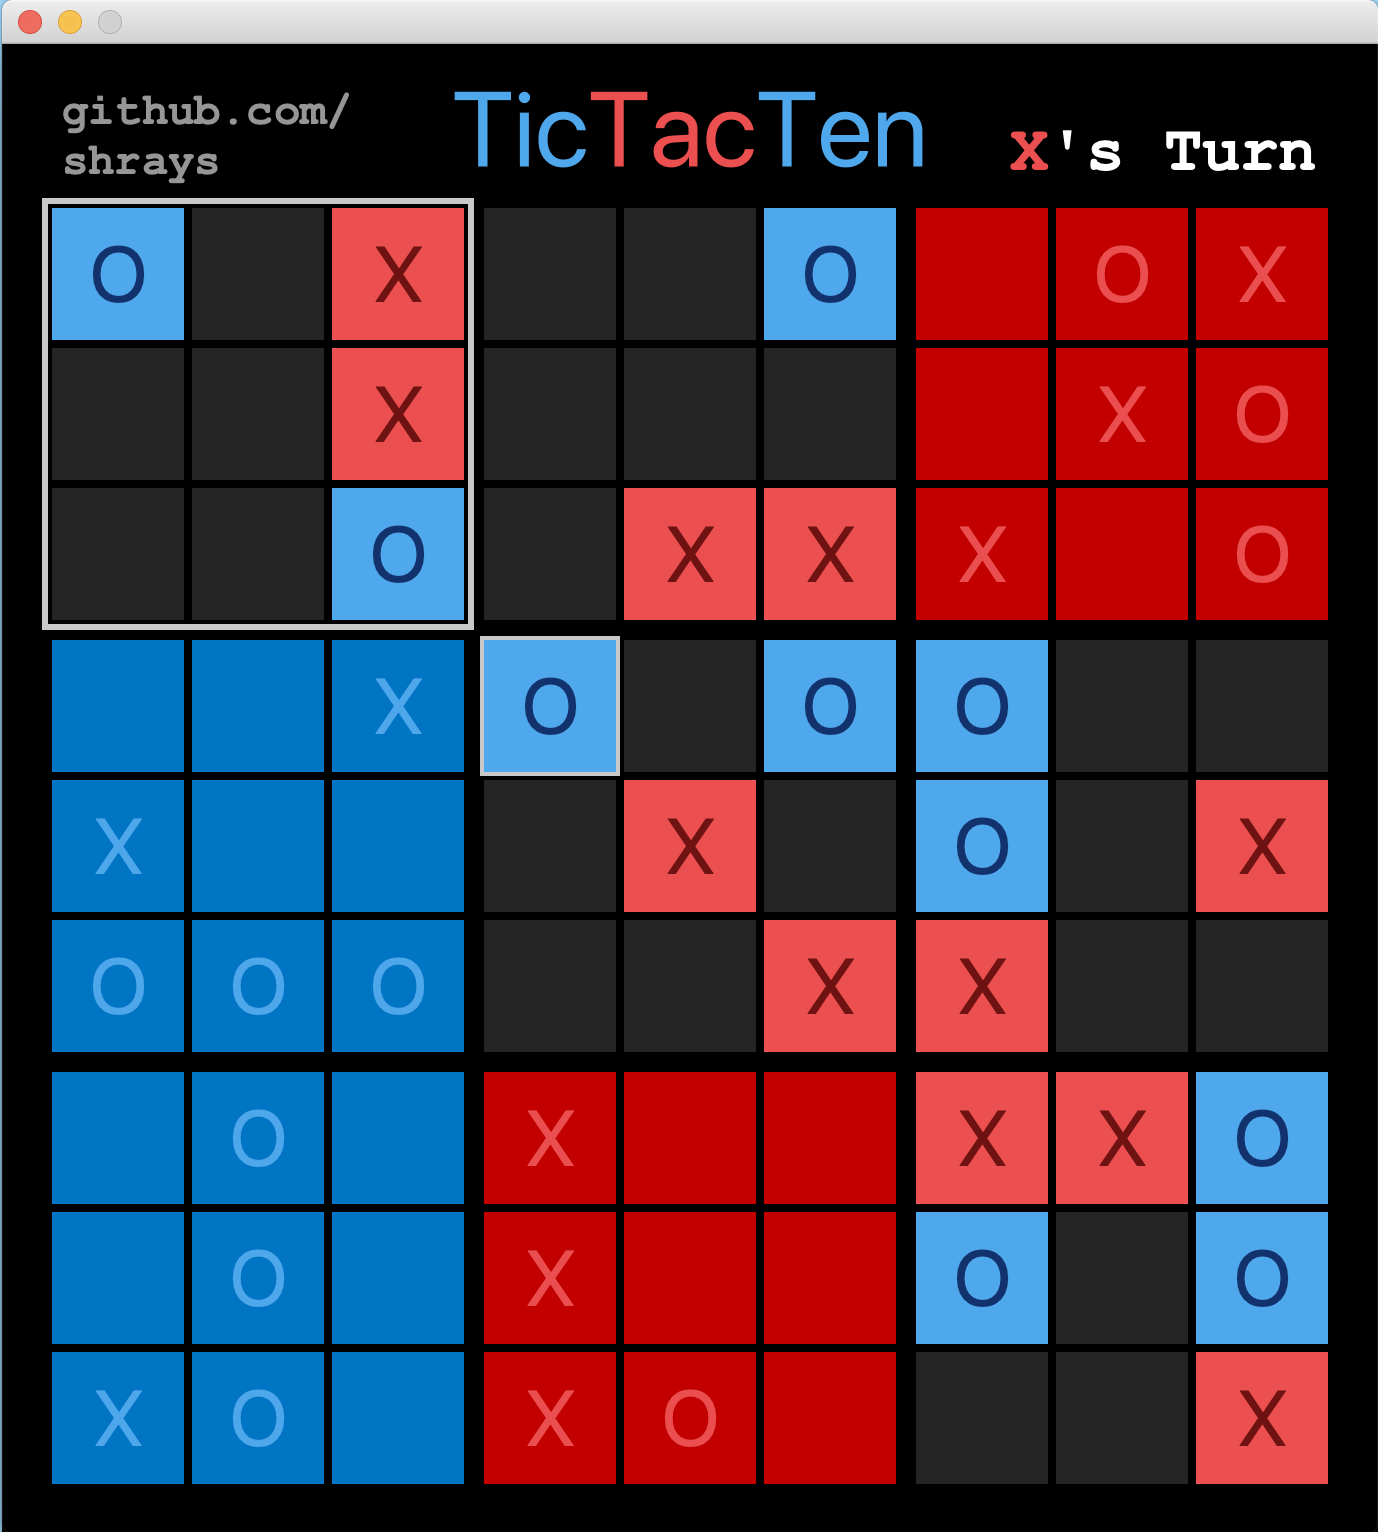 github.com/
shrays
TicTacTen
X's Turn
O X O O X
X X O
O X X X O
X O O O
X X O X
O O O X X
O X X X O
O X O O
X O X O X